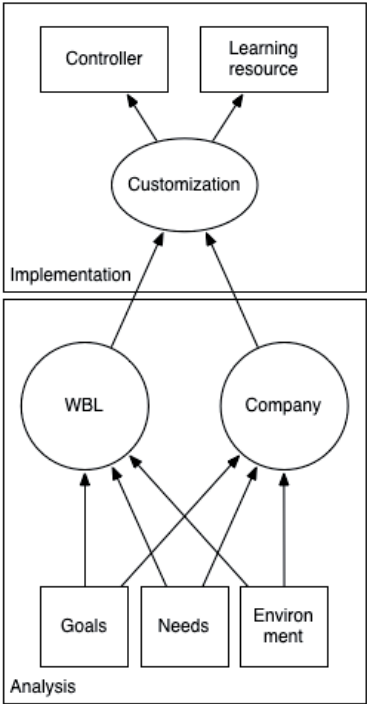 Controller
Learning
resource
Customization
Implementation
WBL
Company
Goals
Needs
Environ
ment
Analysis